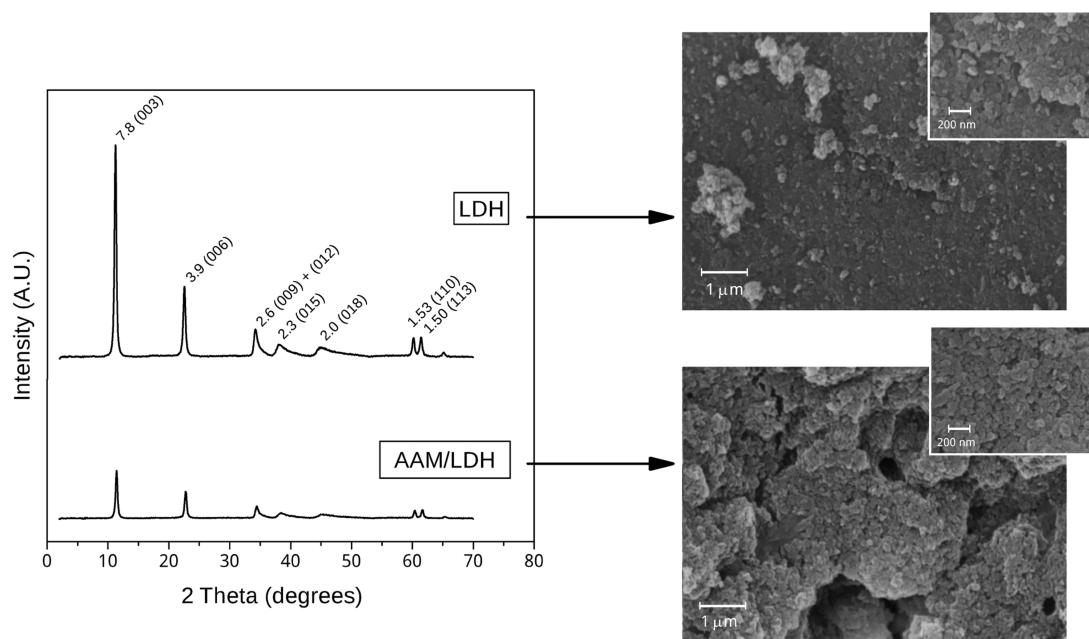 7.8 (003)
3.9 (006)
2.6 (009) + (012)
2.3 (015)
2.0 (018)
1.53 (110)
1.50 (113)
LDH
AAM/LDH
Intensity (A.U.)
0 10 20 30 40 50 60 70 80
2 Theta (degrees)
200 nm
1 μm
200 nm
1 μm